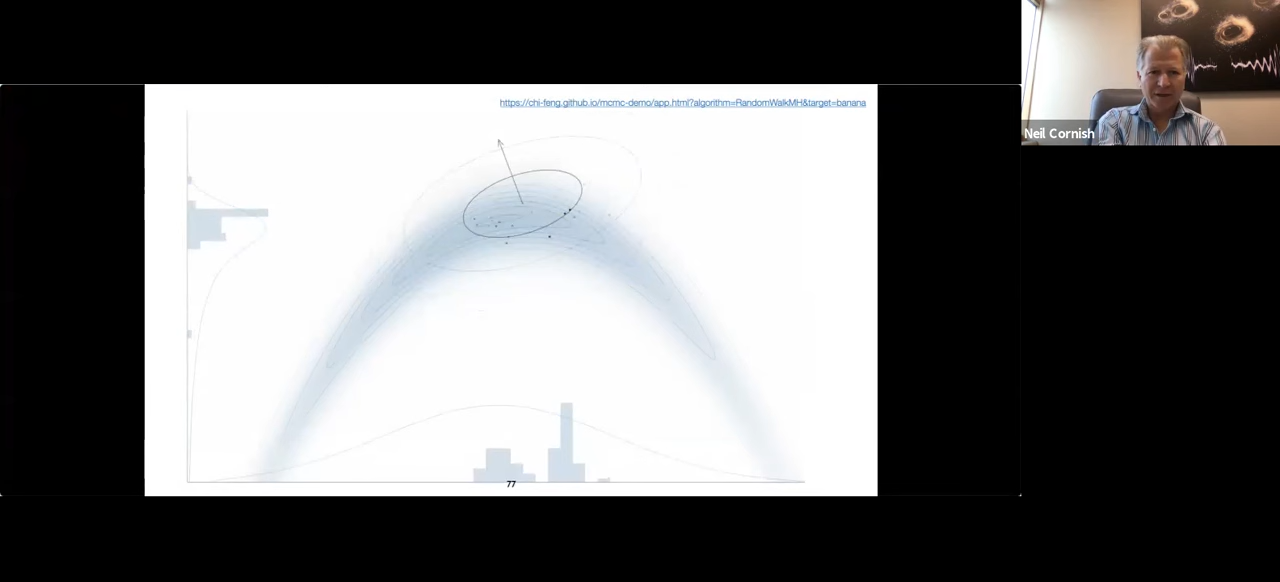 https://chi-feng.github.io/mcmc-demo/app.html?algorithm=RandomWalkMH&target=banana
Neil Cornish
77